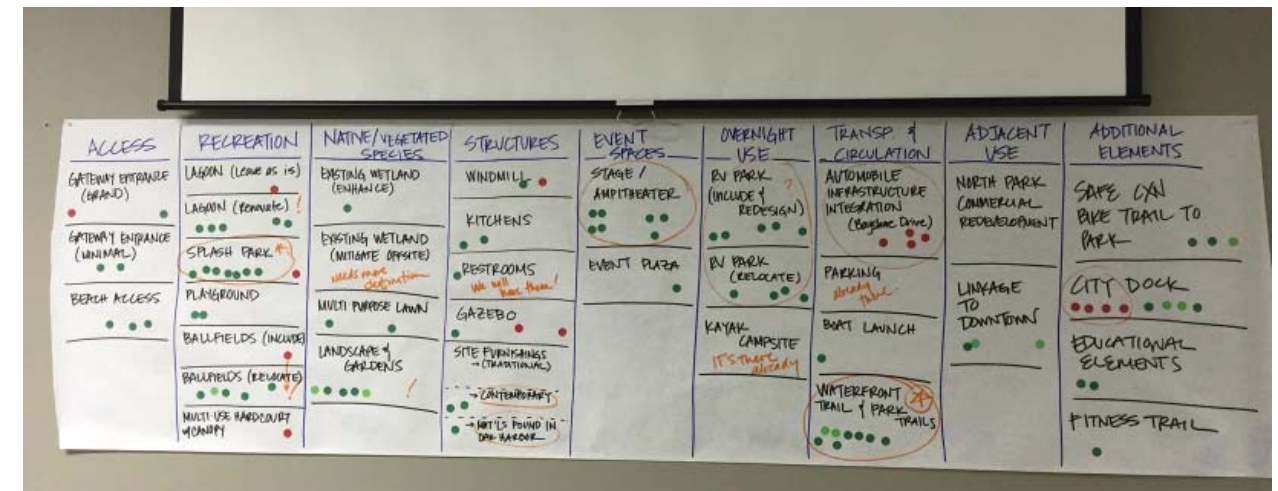 ACCESS
GATEWAY ENTRANCE
(GRAND)
GATEWAY ENTRANCE
(MINIMAL)
BEACH ACCESS
RECREATION
LAGOON (Leave as is)
LAGOON (Renovate) !
SPLASH PARK
PLAYGROUND
BALLFIELDS (INCLUDE)
BALLFIELDS (RELOCATE)
!
MULTI-USE HARDCOURT
W/CANOPY
NATIVE/VEGETATED
SPECIES
EXISTING WETLAND
(ENHANCE)
EXISTING WETLAND
(MITIGATE OFFSITE)
needs more
definition
MULTI PURPOSE LAWN
LANDSCAPE &
GARDENS
!
STRUCTURES
WINDMILL
KITCHENS
RESTROOMS
We will
have them!
GAZEBO
SITE FURNISHINGS
→ (TRADITIONAL)
→ CONTEMPORARY
→ MAT'LS FOUND IN
OAK HARBOR
EVENT
SPACES
STAGE /
AMPITHEATER
EVENT PLAZA
OVERNIGHT
USE
RV PARK ?
(INCLUDE &
REDESIGN)
RV PARK
(RELOCATE)
KAYAK
CAMPSITE
IT'S there
already
TRANSP. &
CIRCULATION
AUTOMOBILE
INFRASTRUCTURE
INTEGRATION
(Bayshore Drive)
PARKING
already
there
BOAT LAUNCH
WATERFRONT
TRAIL & PARK
TRAILS
ADJACENT
USE
NORTH PARK
COMMERCIAL
REDEVELOPMENT
LINKAGE
TO
DOWNTOWN
ADDITIONAL
ELEMENTS
SAFE CXN
BIKE TRAIL TO
PARK
CITY DOCK
EDUCATIONAL
ELEMENTS
FITNESS TRAIL